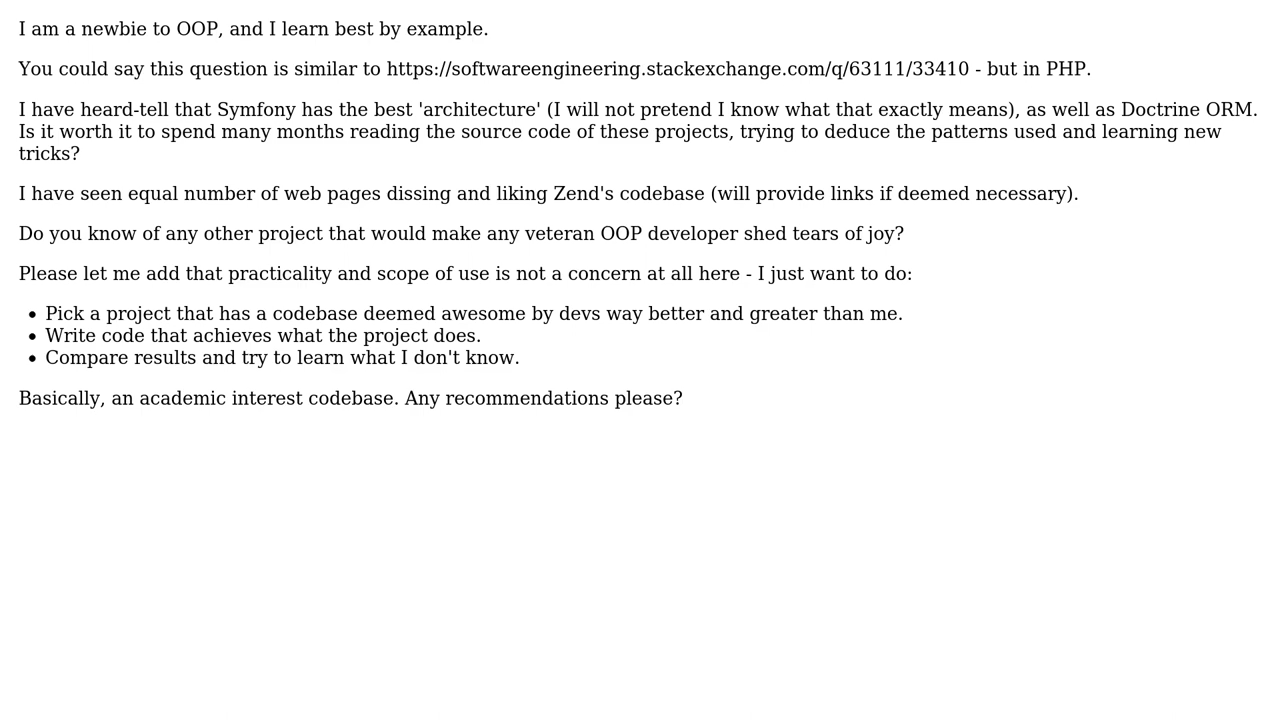 I am a newbie to OOP, and I learn best by example.
You could say this question is similar to https://softwareengineering.stackexchange.com/q/63111/33410 - but in PHP.
I have heard-tell that Symfony has the best 'architecture' (I will not pretend I know what that exactly means), as well as Doctrine ORM.
Is it worth it to spend many months reading the source code of these projects, trying to deduce the patterns used and learning new
tricks?
I have seen equal number of web pages dissing and liking Zend's codebase (will provide links if deemed necessary).
Do you know of any other project that would make any veteran OOP developer shed tears of joy?
Please let me add that practicality and scope of use is not a concern at all here - I just want to do:
• Pick a project that has a codebase deemed awesome by devs way better and greater than me.
• Write code that achieves what the project does.
• Compare results and try to learn what I don't know.
Basically, an academic interest codebase. Any recommendations please?